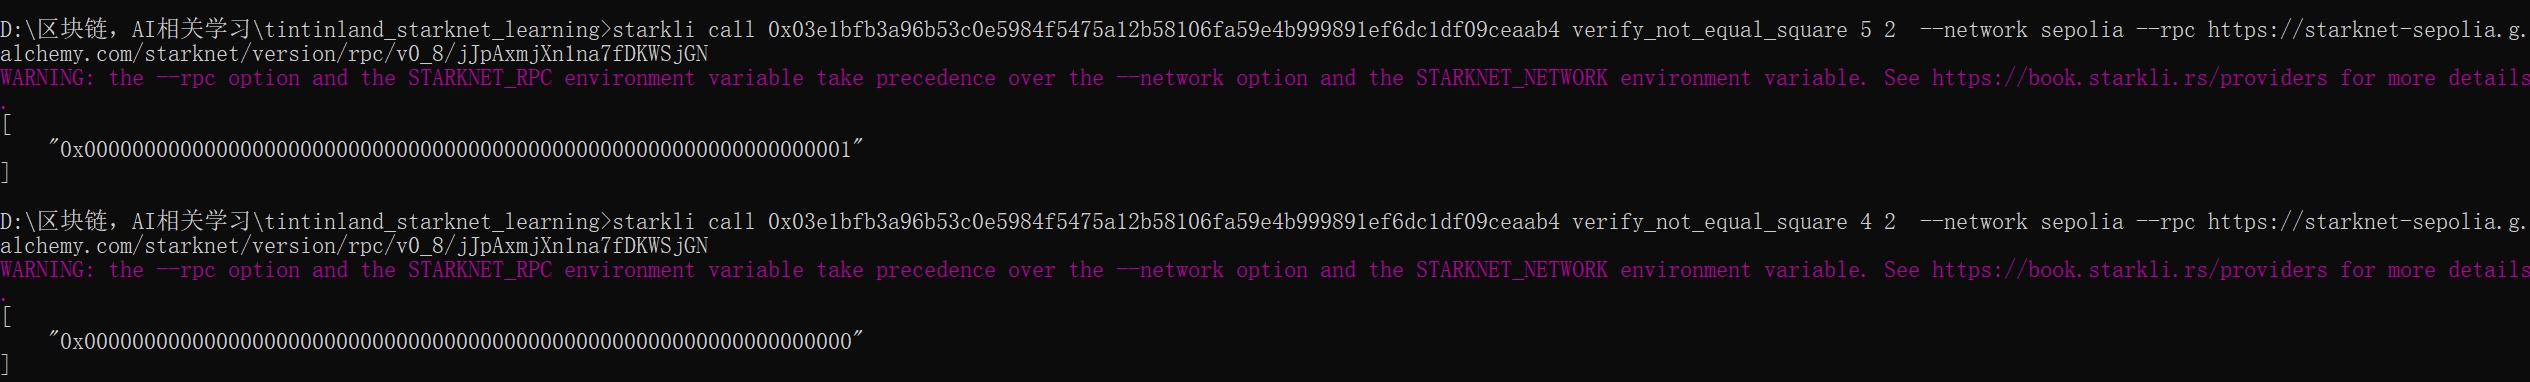 D:\区块链，AI相关学习\tintinland_starknet_learning>starkli call 0x03e1bfb3a96b53c0e5984f5475a12b58106fa59e4b999891ef6dc1df09ceaab4 verify_not_equal_square 5 2  --network sepolia --rpc https://starknet-sepolia.g.
alchemy.com/starknet/version/rpc/v0_8/jJpAxmjXn1na7fDKWSjGN
WARNING: the --rpc option and the STARKNET_RPC environment variable take precedence over the --network option and the STARKNET_NETWORK environment variable. See https://book.starkli.rs/providers for more details
.
[
    "0x0000000000000000000000000000000000000000000000000000000000000001"
]
D:\区块链，AI相关学习\tintinland_starknet_learning>starkli call 0x03e1bfb3a96b53c0e5984f5475a12b58106fa59e4b999891ef6dc1df09ceaab4 verify_not_equal_square 4 2  --network sepolia --rpc https://starknet-sepolia.g.
alchemy.com/starknet/version/rpc/v0_8/jJpAxmjXn1na7fDKWSjGN
WARNING: the --rpc option and the STARKNET_RPC environment variable take precedence over the --network option and the STARKNET_NETWORK environment variable. See https://book.starkli.rs/providers for more details
.
[
    "0x0000000000000000000000000000000000000000000000000000000000000000"
]